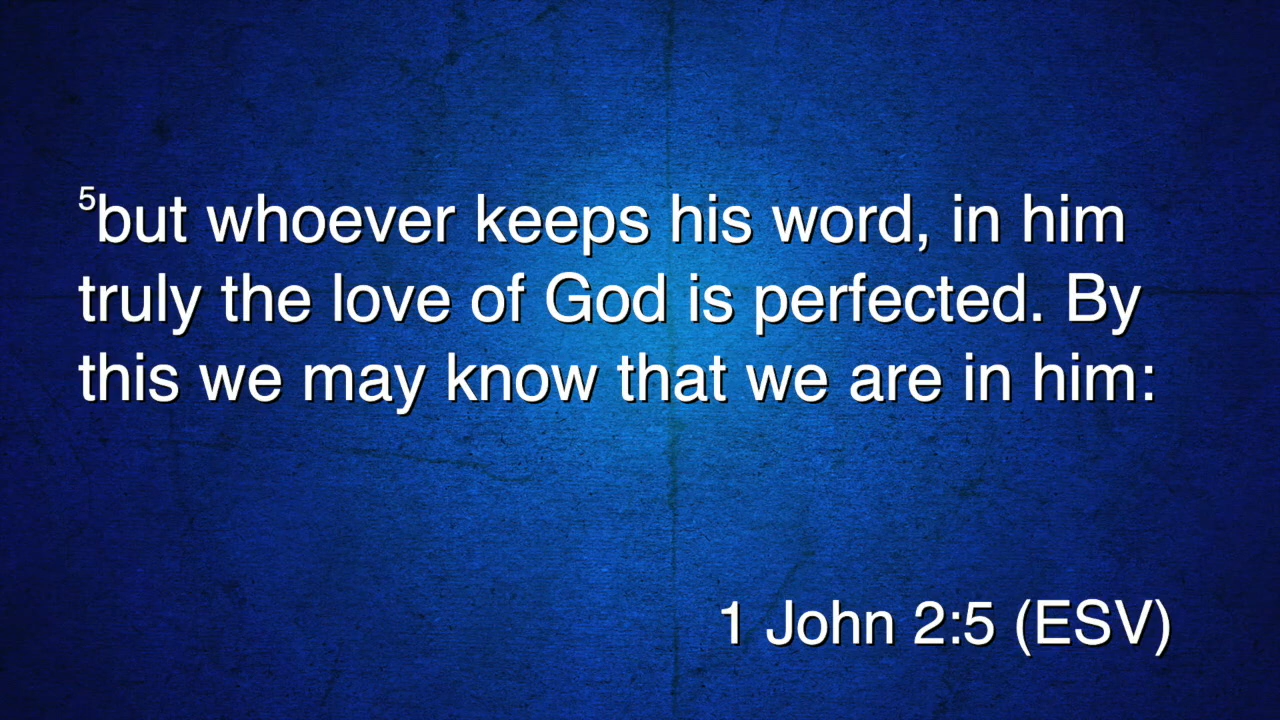 ⁵but whoever keeps his word, in him
truly the love of God is perfected. By
this we may know that we are in him:
1 John 2:5 (ESV)